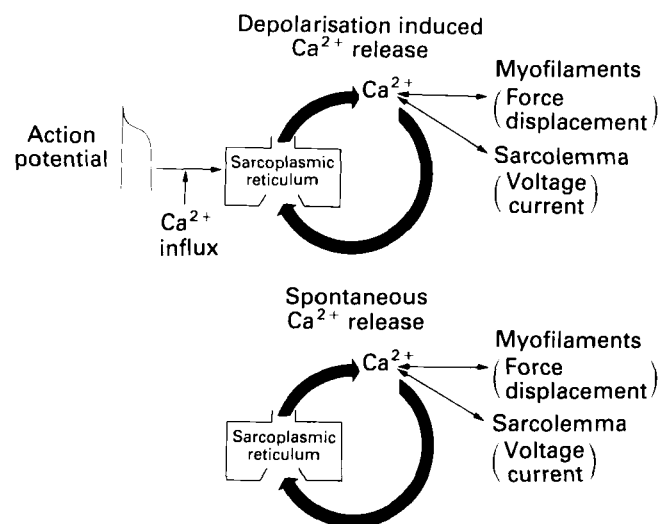 Depolarisation induced
Ca²⁺ release
Action
potential
Ca²⁺
influx
Sarcoplasmic
reticulum
Ca²⁺
Myofilaments
(Force
displacement)
Sarcolemma
(Voltage
current)
Spontaneous
Ca²⁺ release
Sarcoplasmic
reticulum
Ca²⁺
Myofilaments
(Force
displacement)
Sarcolemma
(Voltage
current)